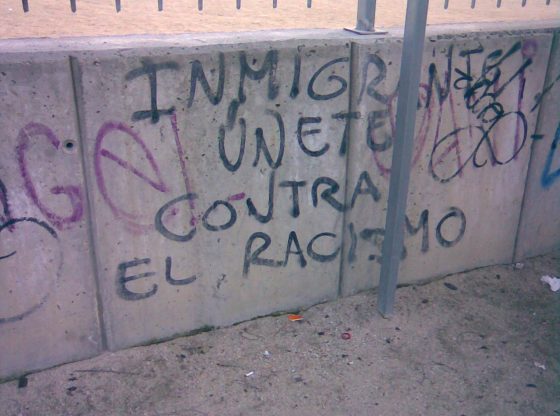 INMIGRANTE,
ÚNETE
CONTRA
EL RACISMO